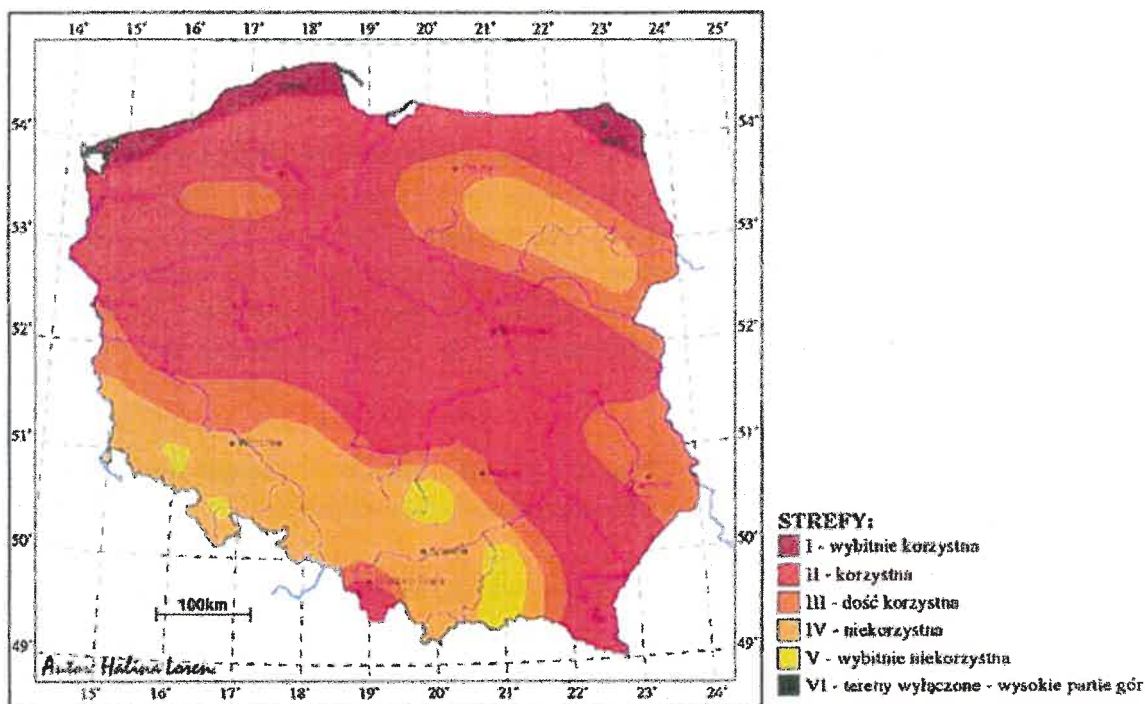 14° 15° 16° 17° 18° 19° 20° 21° 22° 23° 24° 25°
54° 54°
53° 53°
52° 52°
51° 51°
50° 50°
49° 49°
100km
Autor: Halina Lorenc
15° 16° 17° 18° 19° 20° 21° 22° 23° 24°
STREFY:
I - wybitnie korzystna
II - korzystna
III - dość korzystna
IV - niekorzystna
V - wybitnie niekorzystna
VI - tereny wyłączone - wysokie partie gór